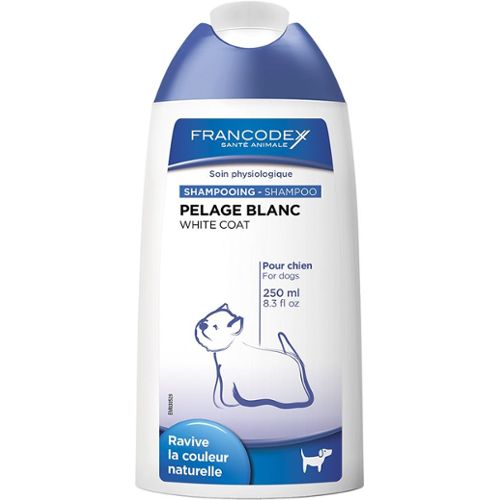 FRANCODEX
SANTÉ ANIMALE
Soin physiologique
SHAMPOOING - SHAMPOO
PELAGE BLANC
WHITE COAT
Pour chien
For dogs
250 ml
8.3 fl oz
Ravive
la couleur
naturelle